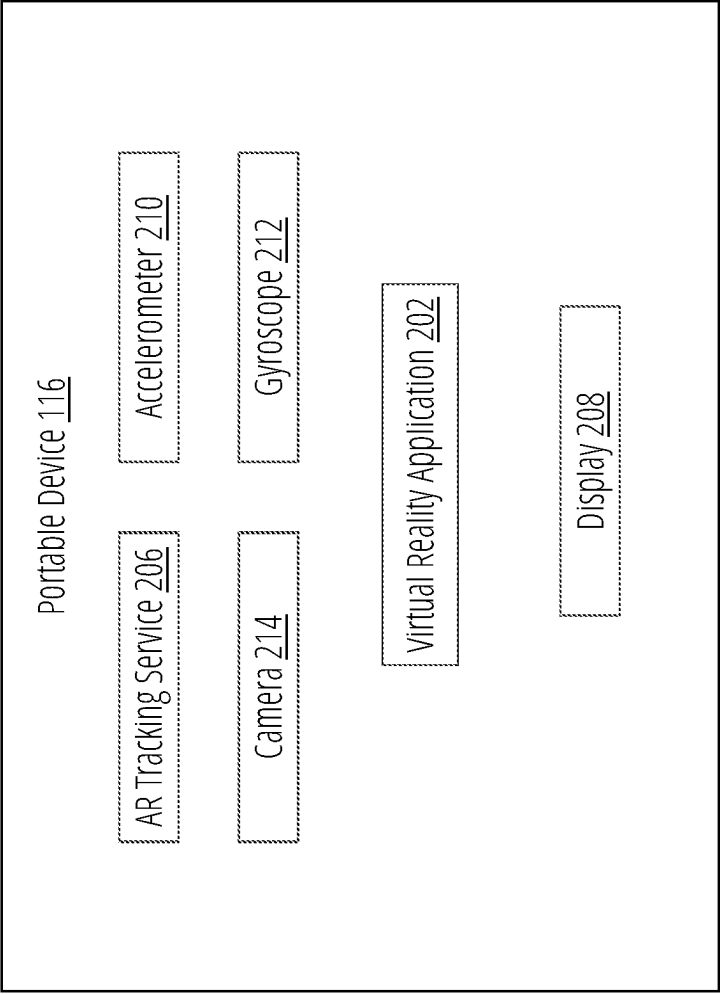 Portable Device 116
AR Tracking Service 206
Accelerometer 210
Camera 214
Gyroscope 212
Virtual Reality Application 202
Display 208